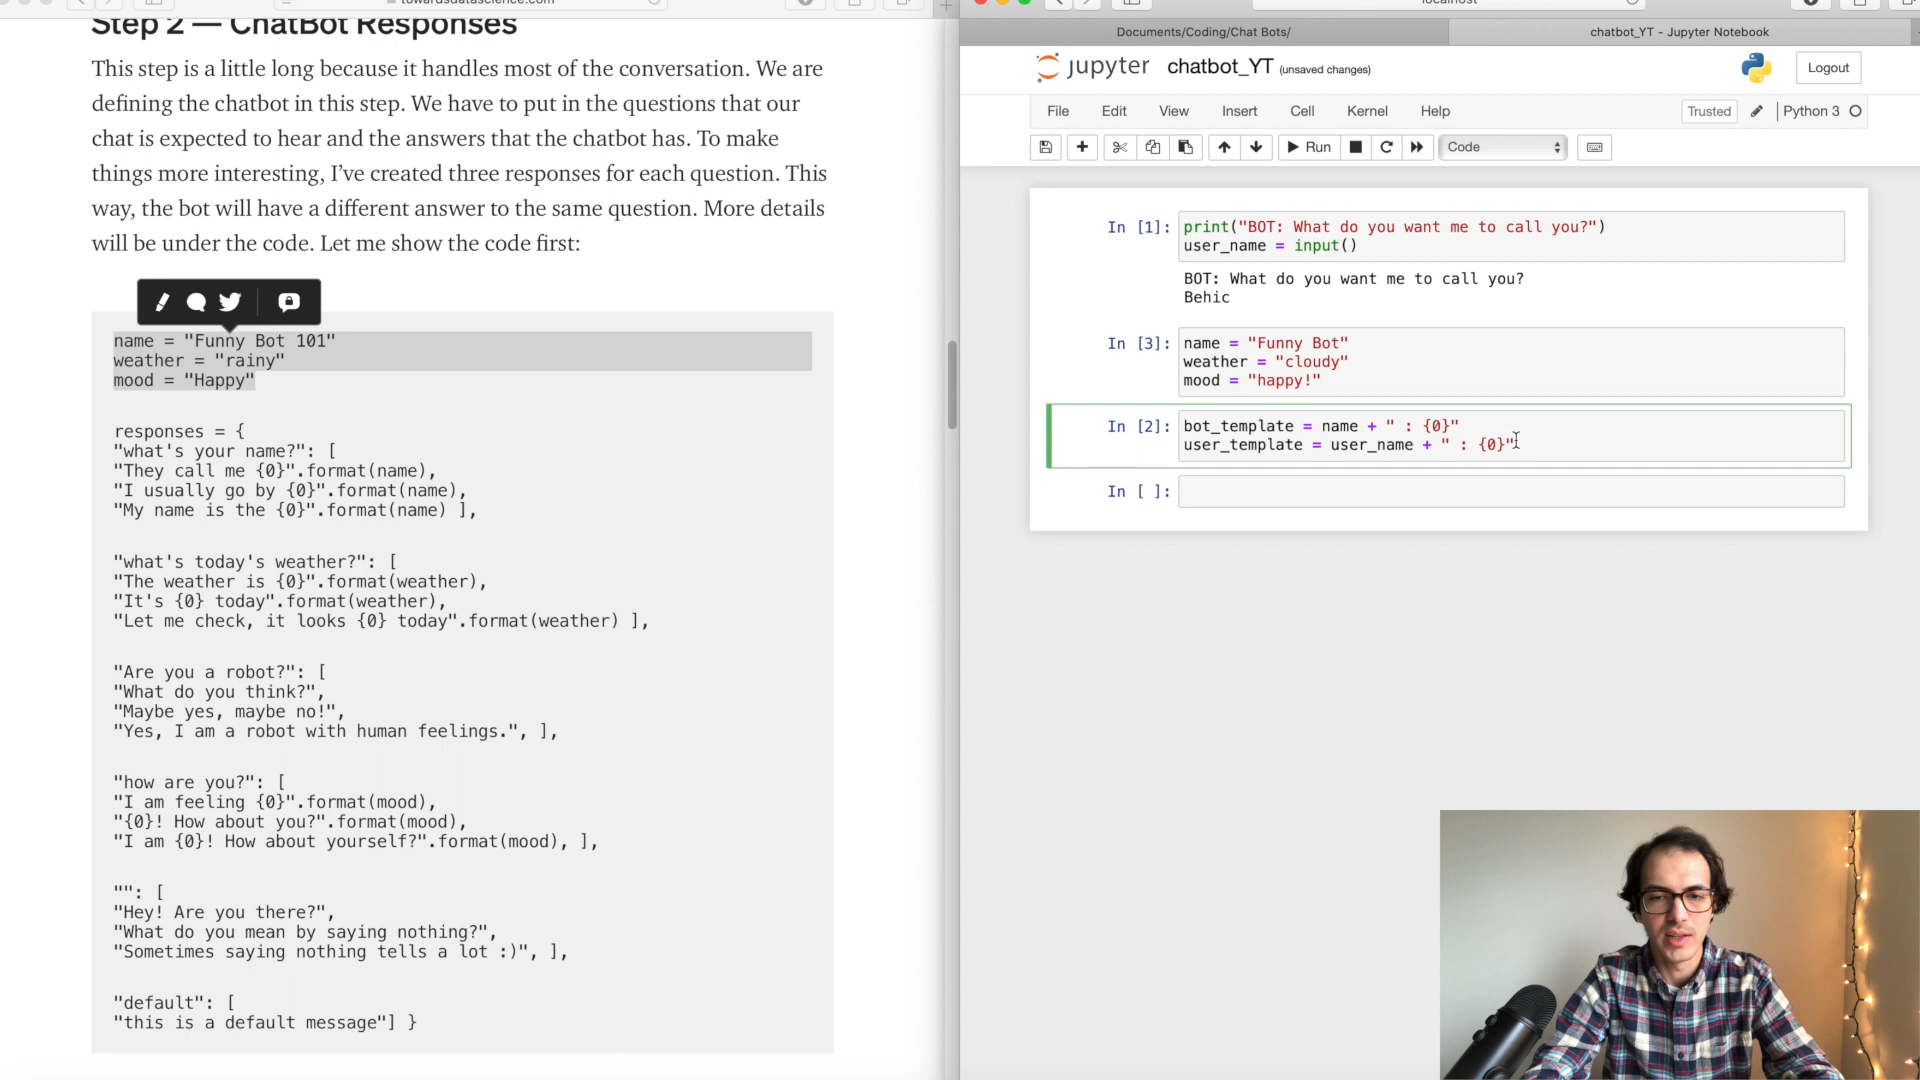 towardsdatascience.com
Step 2 — ChatBot Responses
This step is a little long because it handles most of the conversation. We are
defining the chatbot in this step. We have to put in the questions that our
chat is expected to hear and the answers that the chatbot has. To make
things more interesting, I’ve created three responses for each question. This
way, the bot will have a different answer to the same question. More details
will be under the code. Let me show the code first:
name = "Funny Bot 101"
weather = "rainy"
mood = "Happy"
responses = {
"what's your name?": [
"They call me {0}".format(name),
"I usually go by {0}".format(name),
"My name is the {0}".format(name) ],
"what's today's weather?": [
"The weather is {0}".format(weather),
"It's {0} today".format(weather),
"Let me check, it looks {0} today".format(weather) ],
"Are you a robot?": [
"What do you think?",
"Maybe yes, maybe no!",
"Yes, I am a robot with human feelings.", ],
"how are you?": [
"I am feeling {0}".format(mood),
"{0}! How about you?".format(mood),
"I am {0}! How about yourself?".format(mood), ],
"": [
"Hey! Are you there?",
"What do you mean by saying nothing?",
"Sometimes saying nothing tells a lot :)", ],
"default": [
"this is a default message"] }
localhost
Documents/Coding/Chat Bots/
chatbot_YT - Jupyter Notebook
jupyter chatbot_YT (unsaved changes)
Logout
File Edit View Insert Cell Kernel Help
Trusted
Python 3
Run
Code
In [1]: print("BOT: What do you want me to call you?")
user_name = input()
BOT: What do you want me to call you?
Behic
In [3]: name = "Funny Bot"
weather = "cloudy"
mood = "happy!"
In [2]: bot_template = name + " : {0}"
user_template = user_name + " : {0}"
In [ ]: